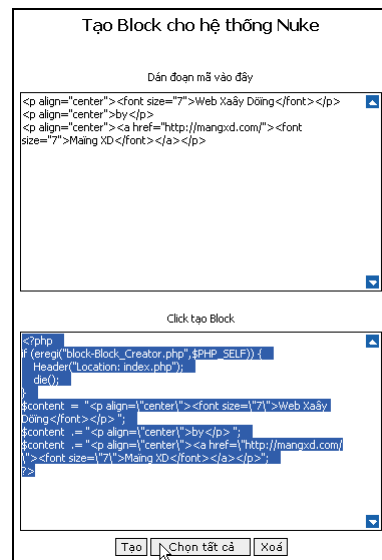 Tạo Block cho hệ thống Nuke
Dán đoạn mã vào đây
<p align="center"><font size="7">Web Xaây Döïng</font></p>
<p align="center">by</p>
<p align="center"><a href="http://mangxd.com/"><font
size="7">Maïng XD</font></a></p>
Click tạo Block
<?php
if (eregi("block-Block_Creator.php",$PHP_SELF)) {
Header("Location: index.php");
die();
}
$content  = "<p align=\"center\"><font size=\"7\">Web Xaây
Döïng</font></p> ";
$content  .= "<p align=\"center\">by</p> ";
$content  .= "<p align=\"center\"><a href=\"http://mangxd.com/
\"><font size=\"7\">Maïng XD</font></a></p>";
?>
Tạo Chọn tất cả Xoá